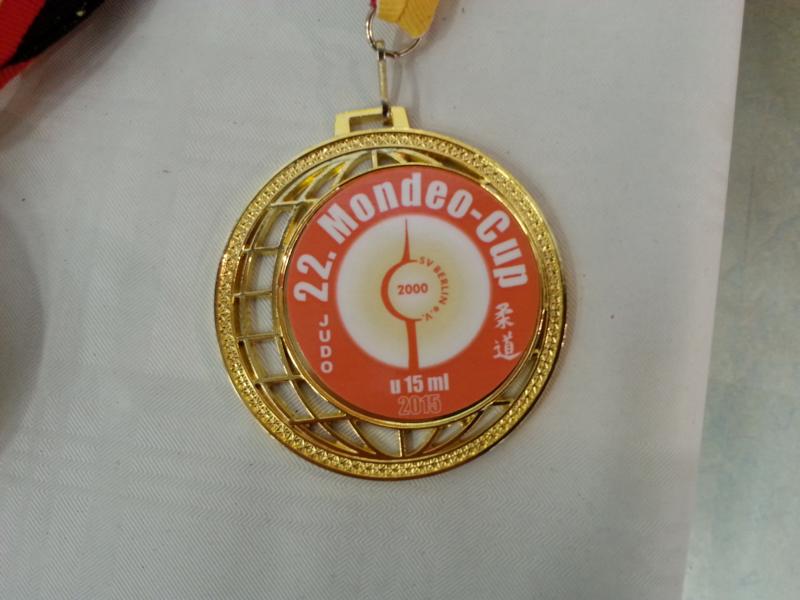 22. Mondeo-Cup
SV BERLIN e.V.
2000
JUDO
柔道
u 15 ml
2015